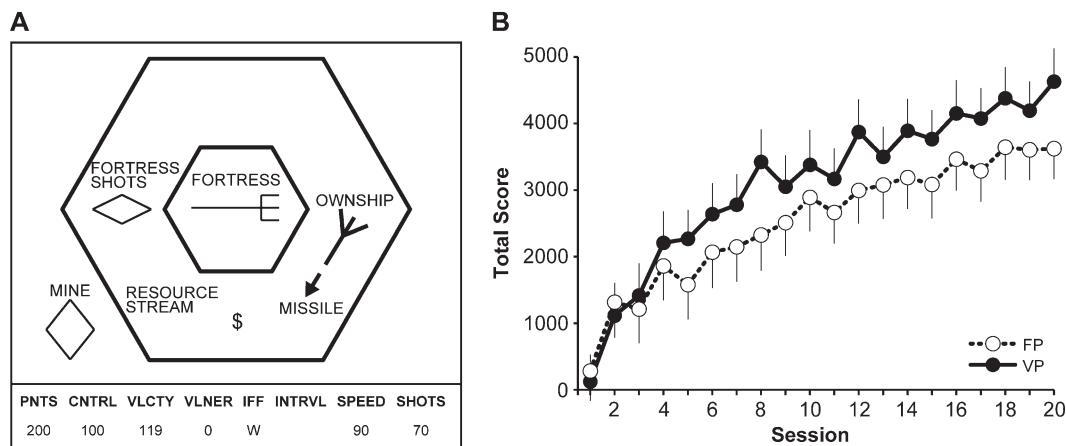 A
FORTRESS
SHOTS
FORTRESS
OWNSHIP
MINE
RESOURCE
STREAM
$
MISSILE
PNTS CNTRL VLCTY VLNER IFF INTRVL SPEED SHOTS
200 100 119 0 W 90 70
B
Total Score
5000
4000
3000
2000
1000
0
FP
VP
2 4 6 8 10 12 14 16 18 20
Session